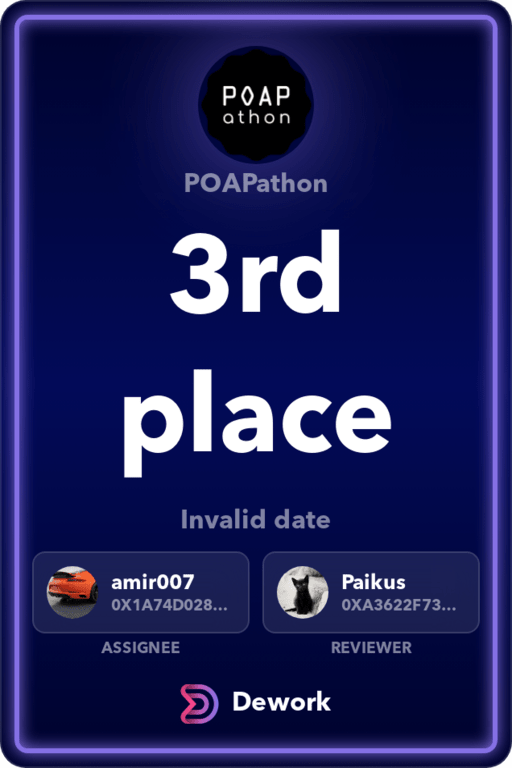 POAP
athon
POAPathon
3rd
place
Invalid date
amir007
0X1A74D028...
Paikus
0XA3622F73...
ASSIGNEE
REVIEWER
Dework